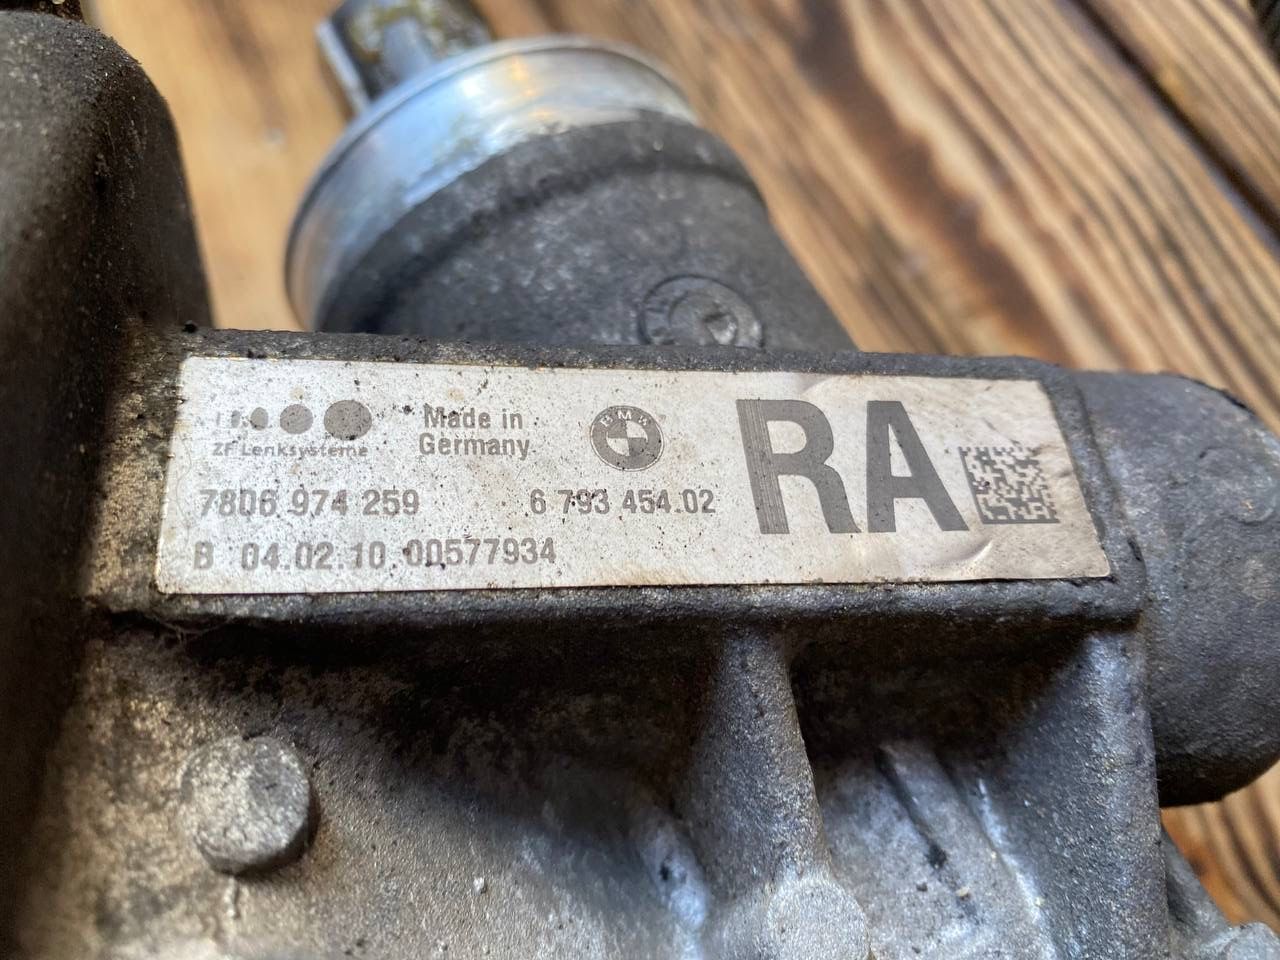 ZF Lenksysteme
Made in
Germany
BMW
RA
7806 974 259
6 793 454.02
B 04.02.10 00577934